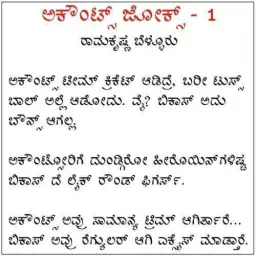 ಅಕೌಂಟ್ಸ್ ಜೋಕ್ಸ್ - 1
ರಾಮಕೃಷ್ಣ ಬೆಳ್ಳೂರು
ಅಕೌಂಟ್ಸ್ ಟೀಮ್ ಕ್ರಿಕೆಟ್ ಆಡಿದ್ರೆ, ಬರೀ ಟುಸ್ಸ್
ಬಾಲ್ ಅಲ್ಲೆ ಆಡೋದು. ವೈ? ಬಿಕಾಸ್ ಅದು
ಬೌನ್ಸ್ ಆಗಲ್ಲ.
ಅಕೌಂಟ್ಸೋರಿಗೆ ದುಂಡ್ಗಿರೋ ಹೀರೋಯಿನ್‌ಗಳಿಷ್ಟ
ಬಿಕಾಸ್ ದೆ ಲೈಕ್ ರೌಂಡ್ ಫಿಗರ್ಸ್.
ಅಕೌಂಟ್ಸ್ ಅವ್ರು ಸಾಮಾನ್ಯ ಟ್ರಿಮ್ ಆಗಿರ್ತಾರೆ...
ಬಿಕಾಸ್ ಅವ್ರು ರೆಗ್ಯುಲರ್ ಆಗಿ ಎಕ್ಸೈಸ್ ಮಾಡ್ತಾರೆ.